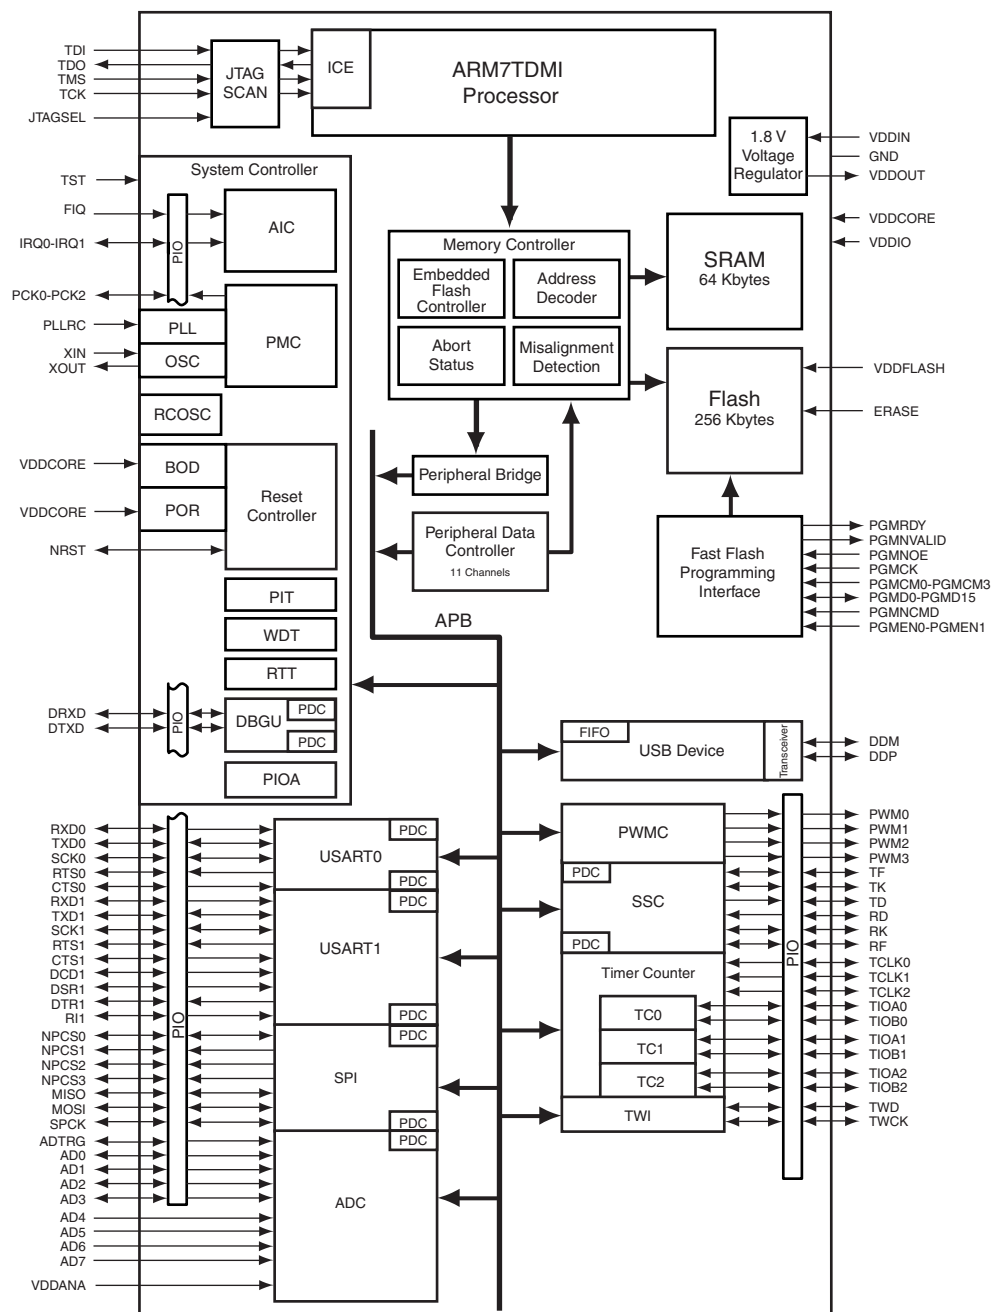 TDI
TDO
TMS
TCK
JTAGSEL
JTAG
SCAN
ICE
ARM7TDMI
Processor
1.8 V
Voltage
Regulator
VDDIN
GND
VDDOUT
VDDCORE
VDDIO
System Controller
TST
FIQ
IRQ0-IRQ1
PCK0-PCK2
PLLRC
XIN
XOUT
PIO
AIC
PLL
OSC
PMC
RCOSC
VDDCORE
VDDCORE
NRST
BOD
POR
Reset
Controller
PIT
WDT
RTT
DRXD
DTXD
PIO
DBGU
PDC
PDC
PIOA
Memory Controller
Embedded
Flash
Controller
Address
Decoder
Abort
Status
Misalignment
Detection
SRAM
64 Kbytes
Flash
256 Kbytes
VDDFLASH
ERASE
Peripheral Bridge
Peripheral Data
Controller
11 Channels
APB
Fast Flash
Programming
Interface
PGMRDY
PGMNVALID
PGMNOE
PGMCK
PGMCM0-PGMCM3
PGMD0-PGMD15
PGMNCMD
PGMEN0-PGMEN1
FIFO
USB Device
Transceiver
DDM
DDP
RXD0
TXD0
SCK0
RTS0
CTS0
RXD1
TXD1
SCK1
RTS1
CTS1
DCD1
DSR1
DTR1
RI1
NPCS0
NPCS1
NPCS2
NPCS3
MISO
MOSI
SPCK
ADTRG
AD0
AD1
AD2
AD3
AD4
AD5
AD6
AD7
VDDANA
PIO
PDC
USART0
PDC
PDC
USART1
PDC
PDC
SPI
PDC
PDC
ADC
PWMC
PDC
SSC
PDC
Timer Counter
TC0
TC1
TC2
TWI
PIO
PWM0
PWM1
PWM2
PWM3
TF
TK
TD
RD
RK
RF
TCLK0
TCLK1
TCLK2
TIOA0
TIOB0
TIOA1
TIOB1
TIOA2
TIOB2
TWD
TWCK